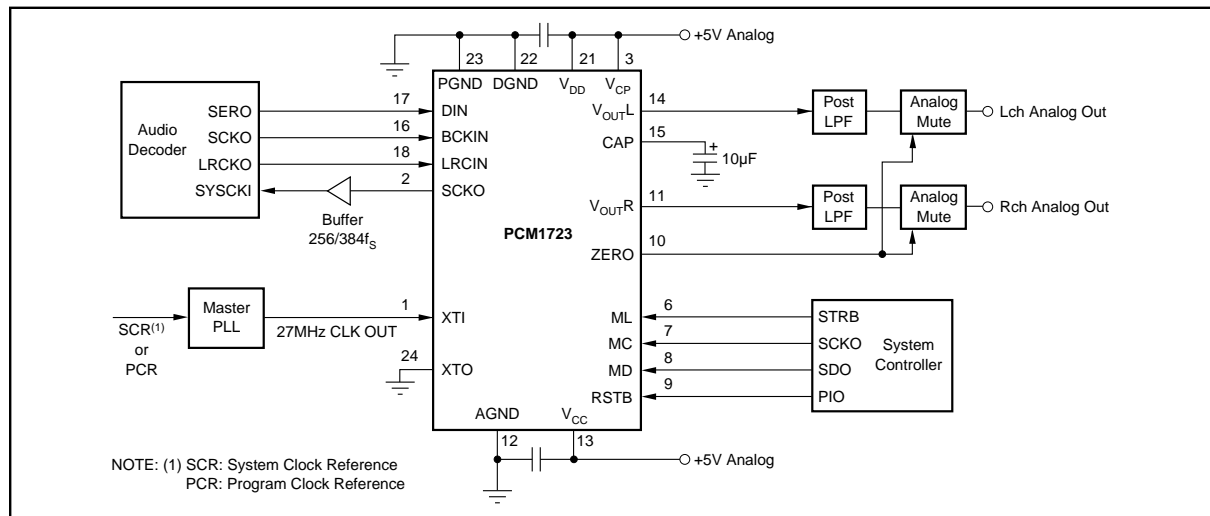 +5V Analog
23 22 21 3
PGND DGND V_DD V_CP
Audio Decoder
SERO
SCKO
LRCKO
SYSCKI
17
16
18
2
DIN
BCKIN
LRCIN
SCKO
Buffer
256/384f_S
V_OUTL
CAP
V_OUTR
ZERO
14
15
11
10
+
10µF
Post LPF
Analog Mute
Lch Analog Out
Post LPF
Analog Mute
Rch Analog Out
PCM1723
SCR(1)
or
PCR
Master PLL
27MHz CLK OUT
1
24
XTI
XTO
ML
MC
MD
RSTB
6
7
8
9
STRB
SCKO
SDO
PIO
System Controller
AGND V_CC
12 13
+5V Analog
NOTE: (1) SCR: System Clock Reference
PCR: Program Clock Reference